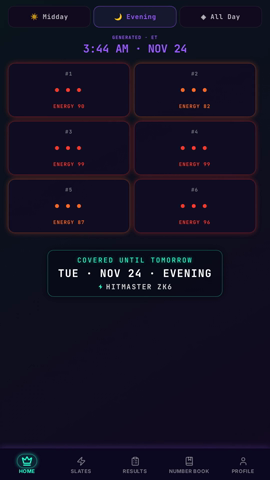 Midday
Evening
All Day
GENERATED · ET
3:44 AM · NOV 24
#1
#2
ENERGY 90
ENERGY 82
#3
#4
ENERGY 99
ENERGY 99
#5
#6
ENERGY 87
ENERGY 96
COVERED UNTIL TOMORROW
TUE · NOV 24 · EVENING
HITMASTER ZK6
HOME
SLATES
RESULTS
NUMBER BOOK
PROFILE